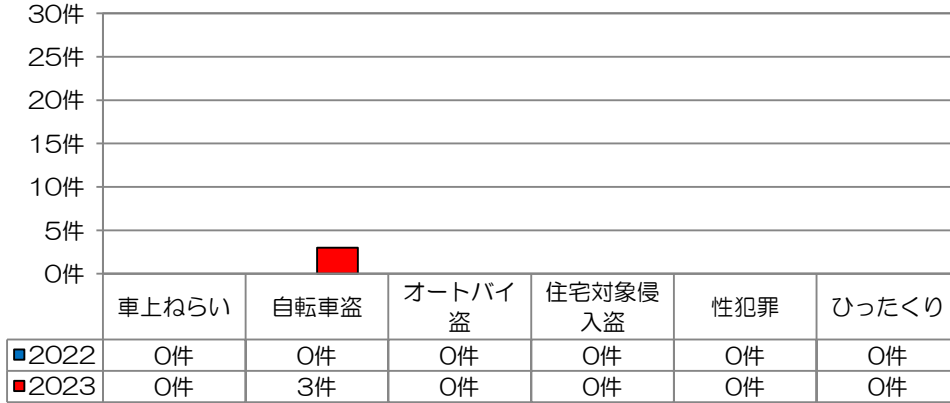 30件
25件
20件
15件
10件
5件
0件
車上ねらい 自転車盗 オートバイ盗 住宅対象侵入盗 性犯罪 ひったくり
2022 0件 0件 0件 0件 0件 0件
2023 0件 3件 0件 0件 0件 0件